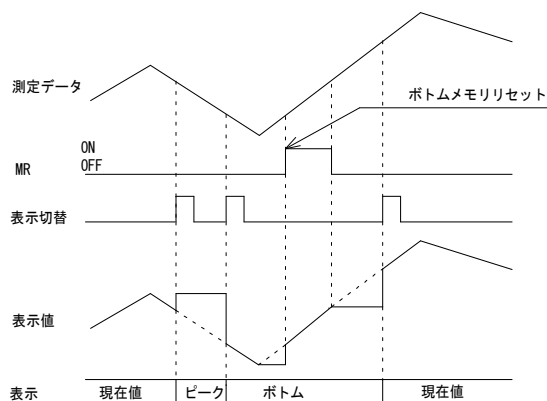 測定データ
ボトムメモリリセット
ON
OFF
MR
表示切替
表示値
表示 現在値 ピーク ボトム 現在値